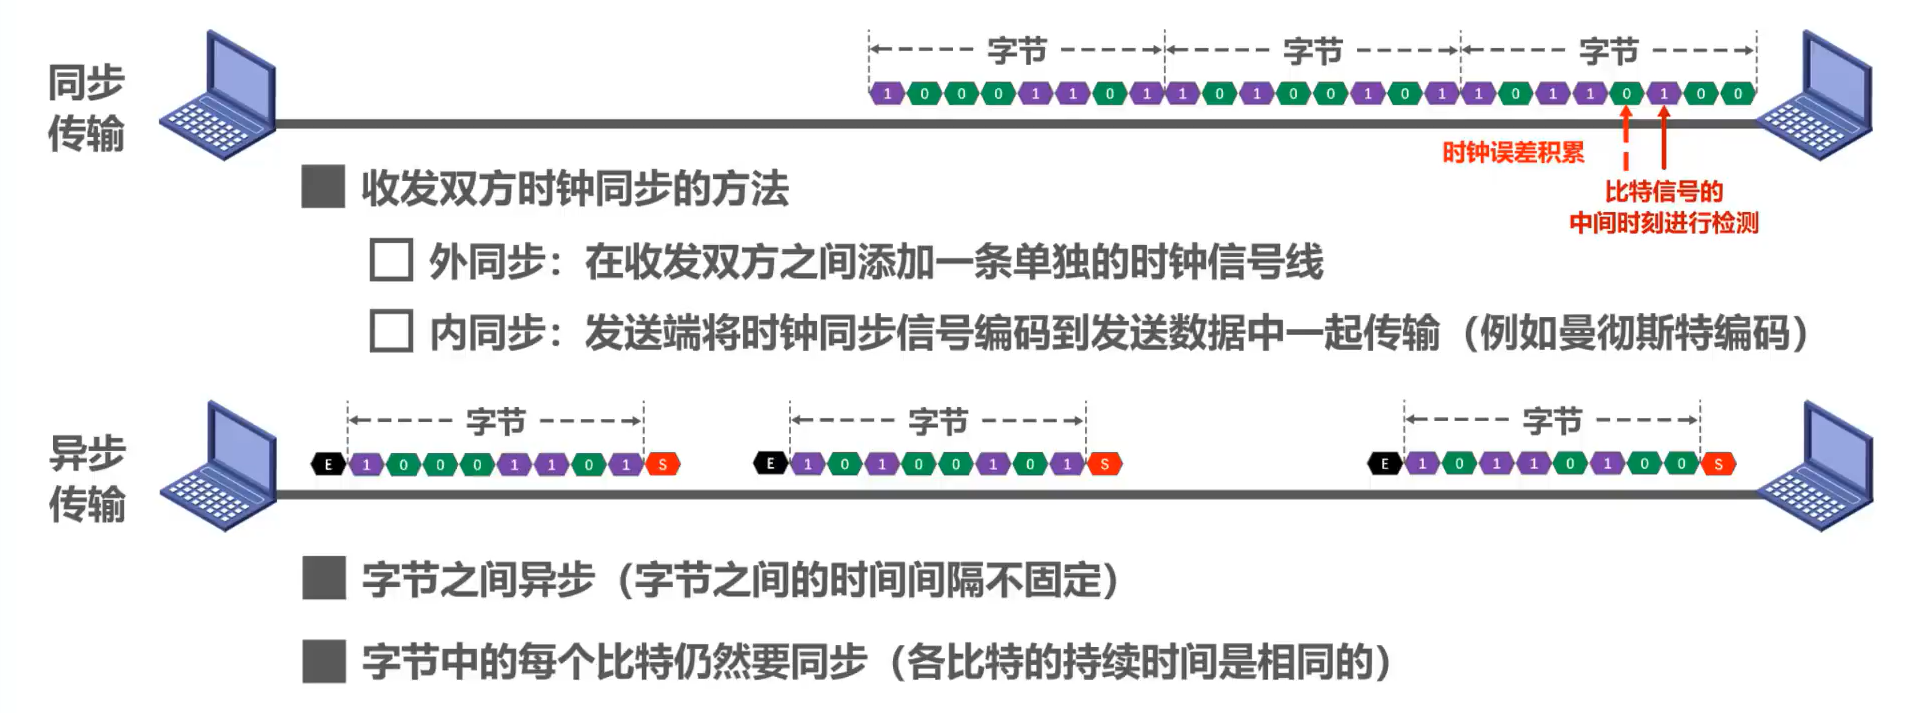 同步
传输
字节 字节 字节
1 0 0 0 1 1 0 1 1 0 1 0 0 1 0 1 1 0 1 1 0 1 0 0
时钟误差积累
比特信号的
中间时刻进行检测
收发双方时钟同步的方法
外同步：在收发双方之间添加一条单独的时钟信号线
内同步：发送端将时钟同步信号编码到发送数据中一起传输（例如曼彻斯特编码）
异步
传输
字节 字节 字节
E 1 0 0 0 1 1 0 1 S E 1 0 1 0 0 1 0 1 S E 1 0 1 1 0 1 0 0 S
字节之间异步（字节之间的时间间隔不固定）
字节中的每个比特仍然要同步（各比特的持续时间是相同的）